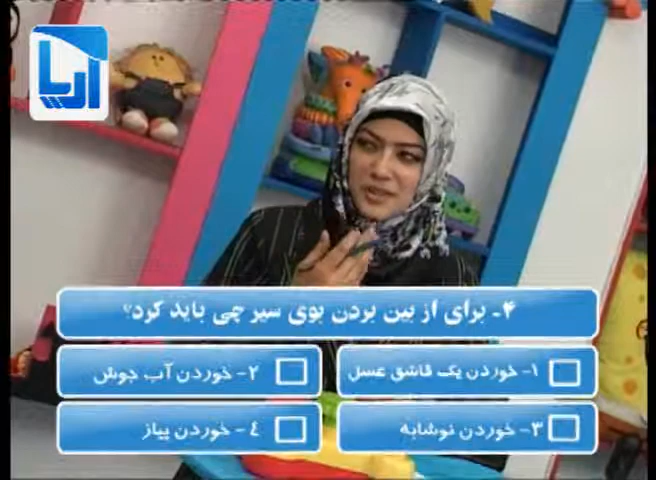 ۴- برای از بین بردن بوی سیر چی باید کرد؟
۱- خوردن یک قاشق عسل
۲- خوردن آب جوش
۳- خوردن نوشابه
٤- خوردن پیاز